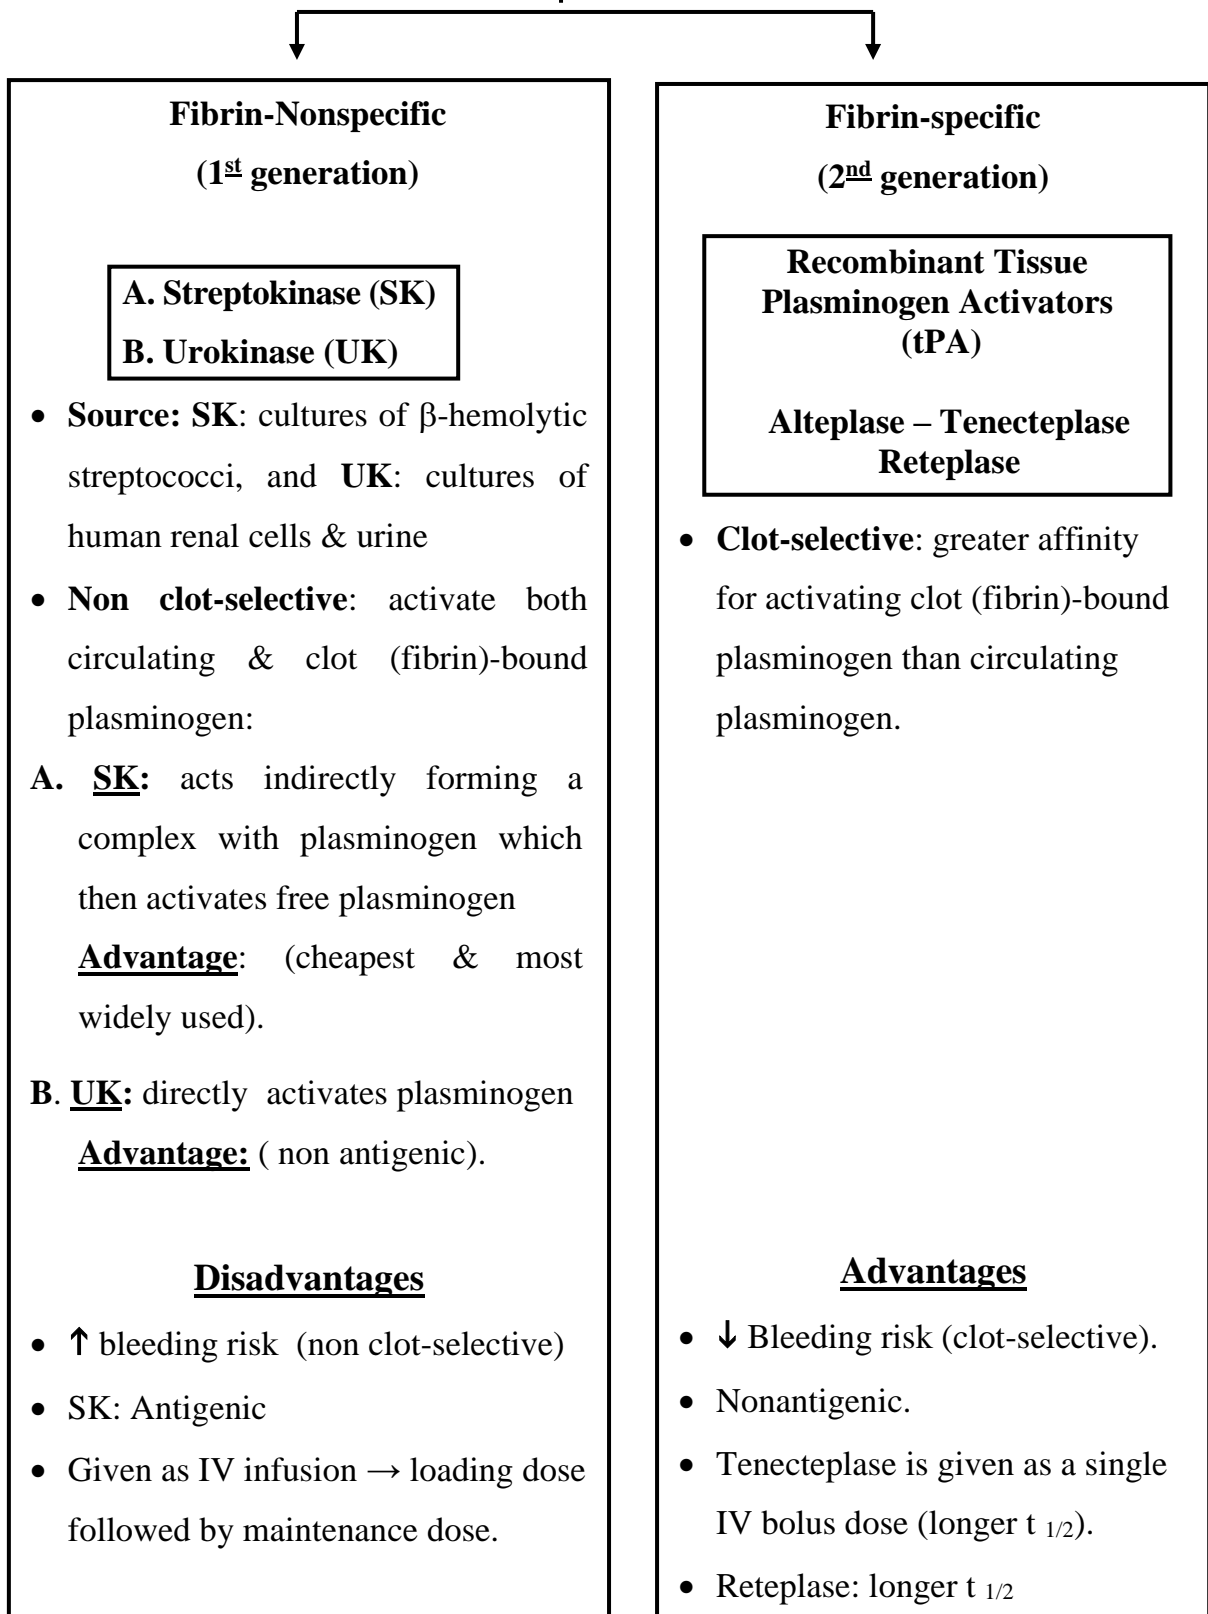 Fibrin-Nonspecific
(1st generation)
A. Streptokinase (SK)
B. Urokinase (UK)
• Source: SK: cultures of β-hemolytic
streptococci, and UK: cultures of
human renal cells & urine
• Non clot-selective: activate both
circulating & clot (fibrin)-bound
plasminogen:
A. SK: acts indirectly forming a
complex with plasminogen which
then activates free plasminogen
Advantage: (cheapest & most
widely used).
B. UK: directly activates plasminogen
Advantage: ( non antigenic).
Disadvantages
• ↑ bleeding risk (non clot-selective)
• SK: Antigenic
• Given as IV infusion → loading dose
followed by maintenance dose.
Fibrin-specific
(2nd generation)
Recombinant Tissue
Plasminogen Activators
(tPA)
Alteplase – Tenecteplase
Reteplase
• Clot-selective: greater affinity
for activating clot (fibrin)-bound
plasminogen than circulating
plasminogen.
Advantages
• ↓ Bleeding risk (clot-selective).
• Nonantigenic.
• Tenecteplase is given as a single
IV bolus dose (longer t 1/2).
• Reteplase: longer t 1/2